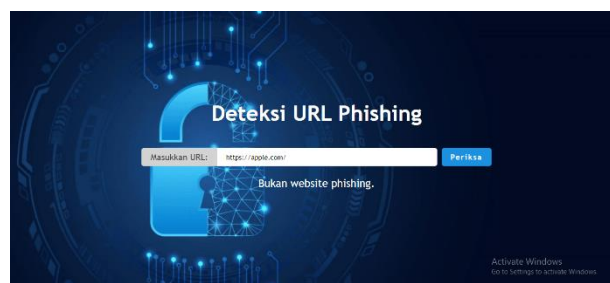 Deteksi URL Phishing
Masukkan URL: https://apple.com/ Periksa
Bukan website phishing.
Activate Windows
Go to Settings to activate Windows.